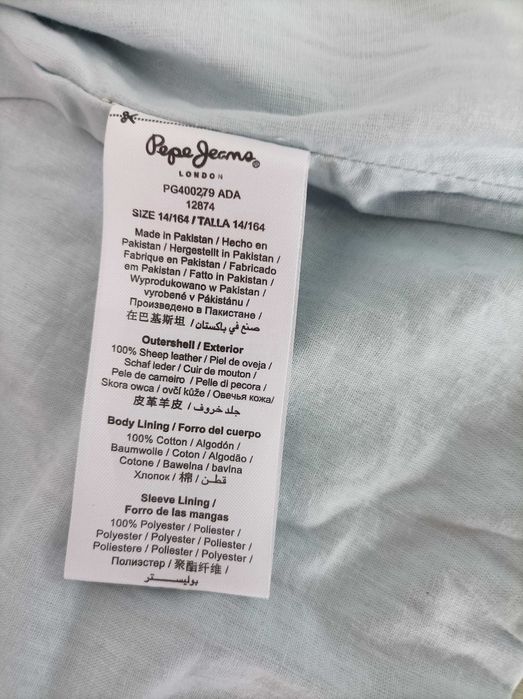 Pepe Jeans
LONDON
PG400279 ADA
12874
SIZE 14/164 / TALLA 14/164
Made in Pakistan / Hecho en
Pakistan / Hergestellt in Pakistan /
Fabrique en Pakistan / Fabricado
em Pakistan / Fatto in Pakistan /
Wyprodukowano w Pakistan /
vyrobené v Pákistánu /
Произведено в Пакистане /
在巴基斯坦 / صنع في باكستان
Outershell / Exterior
100% Sheep leather / Piel de oveja /
Schaf leder / Cuir de mouton /
Pele de carneiro / Pelle di pecora /
Skora owca / ovčí kůže / Овечья кожа/
皮革羊皮 / جلد خروف
Body Lining / Forro del cuerpo
100% Cotton / Algodón /
Baumwolle / Coton / Algodão /
Cotone / Bawelna / bavlna
Хлопок / 棉 / قطن
Sleeve Lining /
Forro de las mangas
100% Polyester / Poliester /
Polyester / Polyester / Poliester /
Poliestere / Poliester / Polyester /
Полиэстер / 聚酯纤维 /
بوليستر